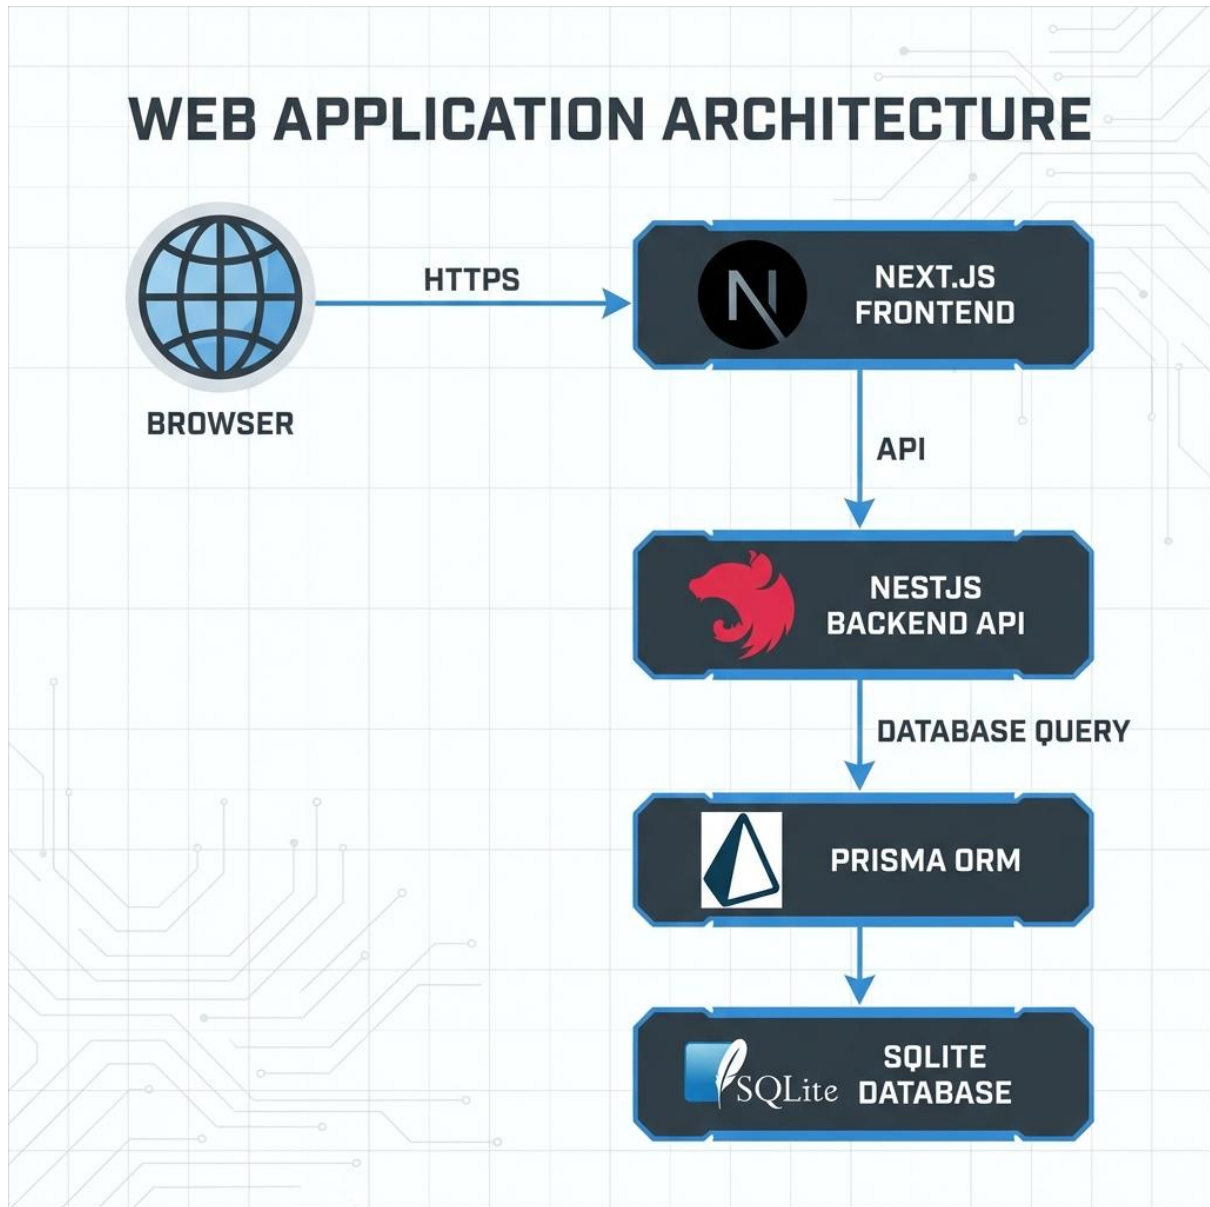 WEB APPLICATION ARCHITECTURE
HTTPS
BROWSER
N
NEXT.JS
FRONTEND
API
NESTJS
BACKEND API
DATABASE QUERY
PRISMA ORM
SQLite
SQLITE
DATABASE